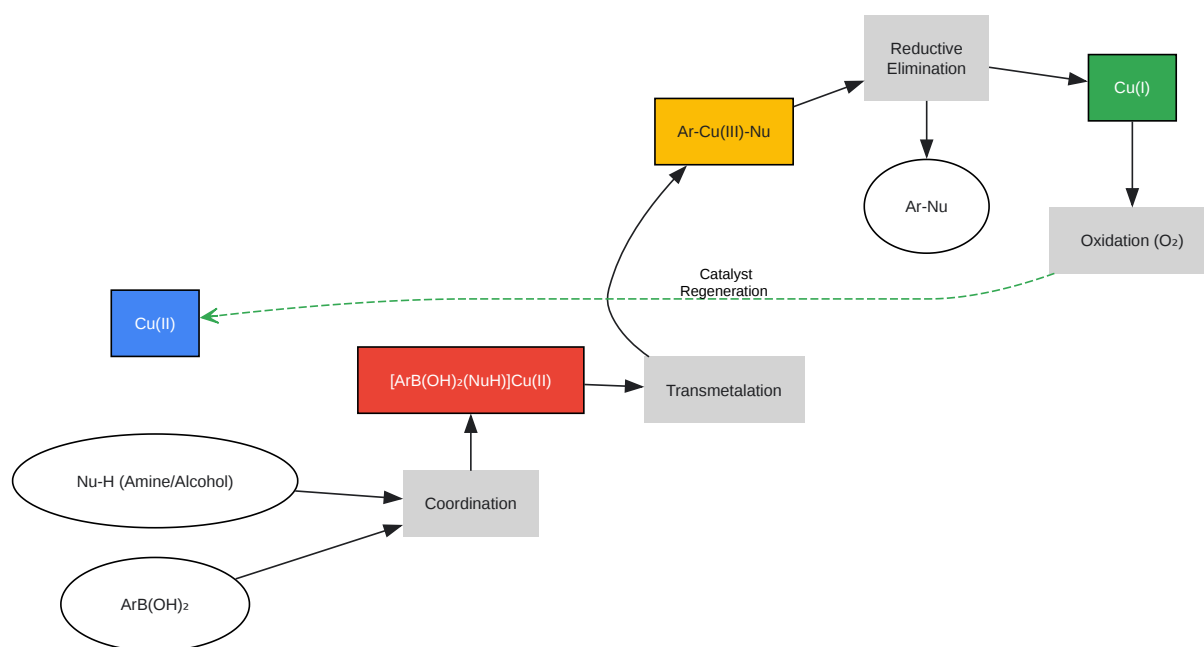 Reductive
Elimination
Cu(I)
Ar-Cu(III)-Nu
Ar-Nu
Oxidation (O₂)
Catalyst
Regeneration
Cu(II)
[ArB(OH)₂(NuH)]Cu(II)
Transmetalation
Nu-H (Amine/Alcohol)
Coordination
ArB(OH)₂